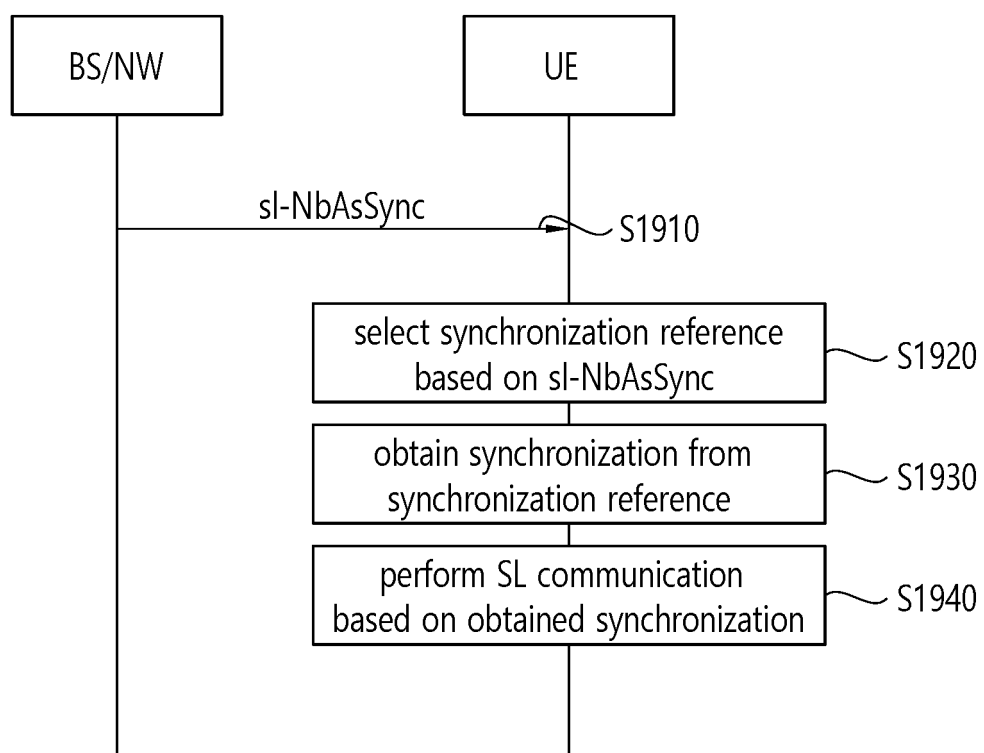 BS/NW
UE
sl-NbAsSync
S1910
select synchronization reference
based on sl-NbAsSync
S1920
obtain synchronization from
synchronization reference
S1930
perform SL communication
based on obtained synchronization
S1940